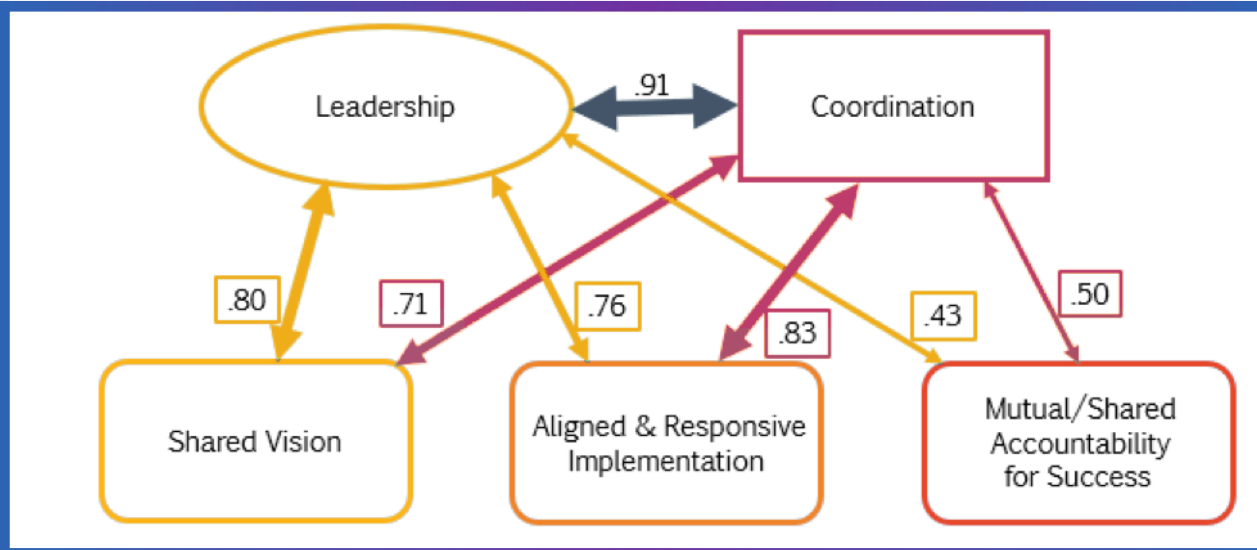 .91
Leadership
Coordination
.80
.71
.76
.83
.43
.50
Shared Vision
Aligned & Responsive
Implementation
Mutual/Shared
Accountability
for Success